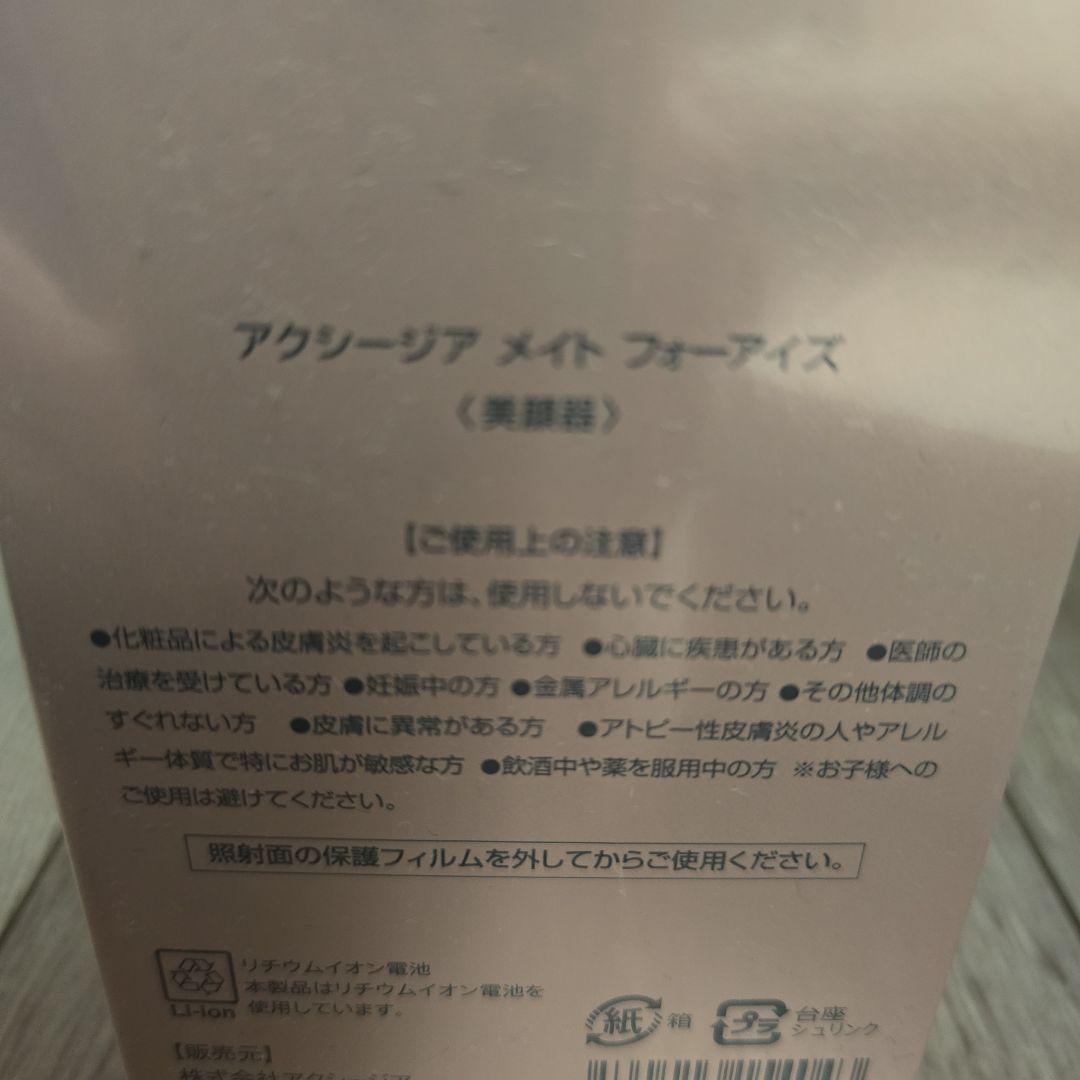 アクシージア メイト フォーアイズ
〈美顔器〉
【ご使用上の注意】
次のような方は、使用しないでください。
●化粧品による皮膚炎を起こしている方 ●心臓に疾患がある方 ●医師の
治療を受けている方 ●妊娠中の方 ●金属アレルギーの方 ●その他体調の
すぐれない方 ●皮膚に異常がある方 ●アトピー性皮膚炎の人やアレル
ギー体質で特にお肌が敏感な方 ●飲酒中や薬を服用中の方 ※お子様への
ご使用は避けてください。
照射面の保護フィルムを外してからご使用ください。
リチウムイオン電池
本製品はリチウムイオン電池を
使用しています。
Li-ion
紙 箱
プラ 台座
シュリンク
【販売元】
株式会社アクシージア